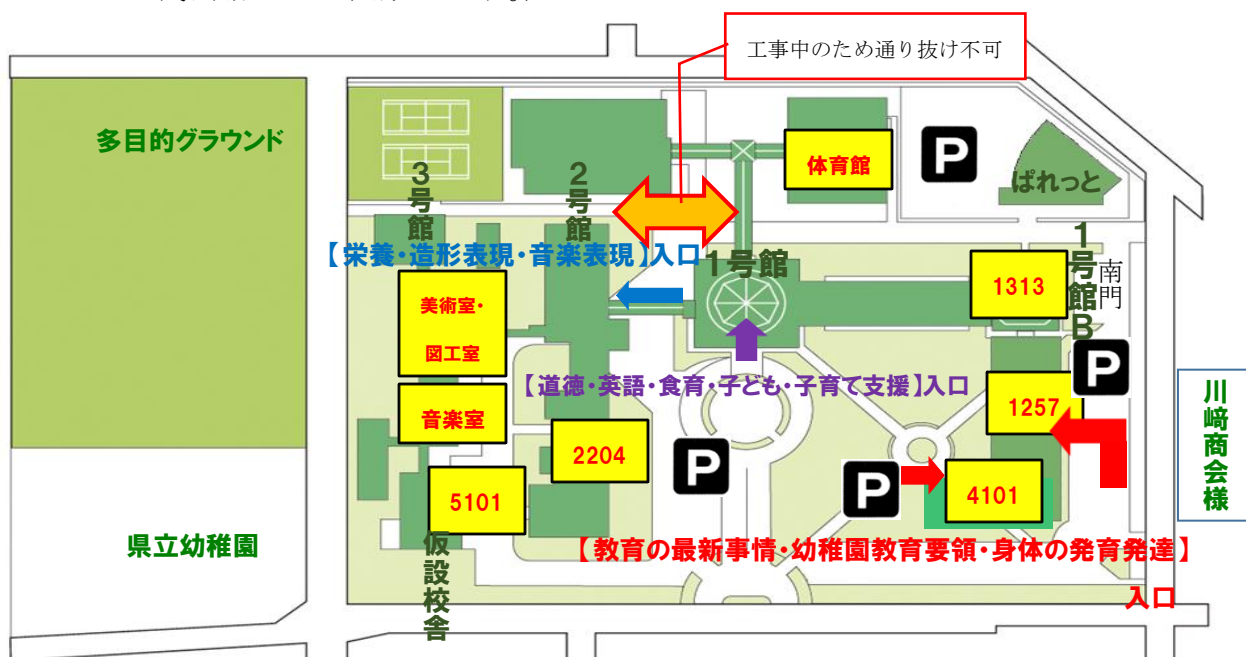 工事中のため通り抜け不可
多目的グラウンド
3号館
2号館
体育館
P
ぱれっと
【栄養・造形表現・音楽表現】入口
1号館
1号館B
南門
1313
美術室・
図工室
P
【道徳・英語・食育・子ども・子育て支援】入口
川﨑商会様
1257
音楽室
2204
P
P
5101
4101
県立幼稚園
仮設校舎
【教育の最新事情・幼稚園教育要領・身体の発育発達】
入口